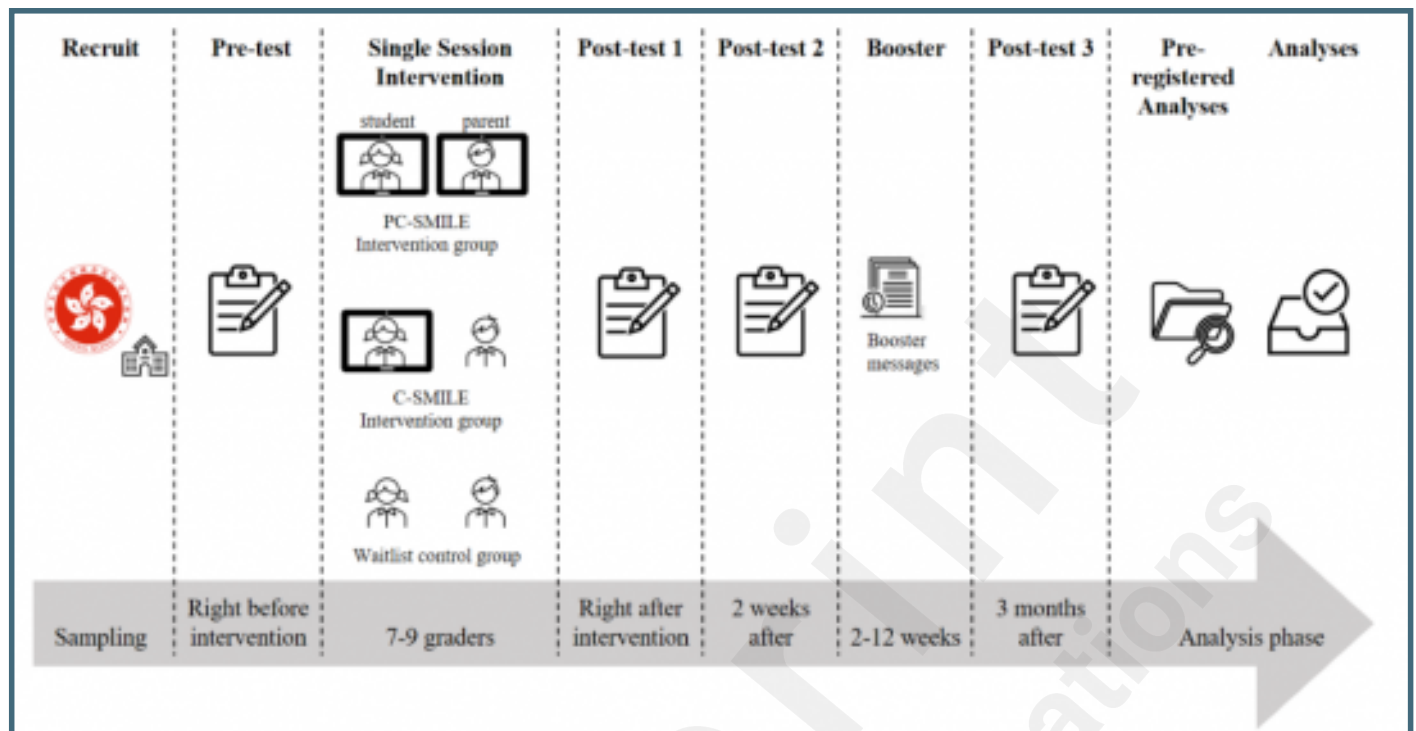 Recruit
Pre-test
Single Session
Intervention
Post-test 1
Post-test 2
Booster
Post-test 3
Pre-
registered
Analyses
Analyses
student
parent
PC-SMILE
Intervention group
C-SMILE
Intervention group
Waitlist control group
Booster
messages
Sampling
Right before
intervention
7-9 graders
Right after
intervention
2 weeks
after
2-12 weeks
3 months
after
Analysis phase
rint
ations